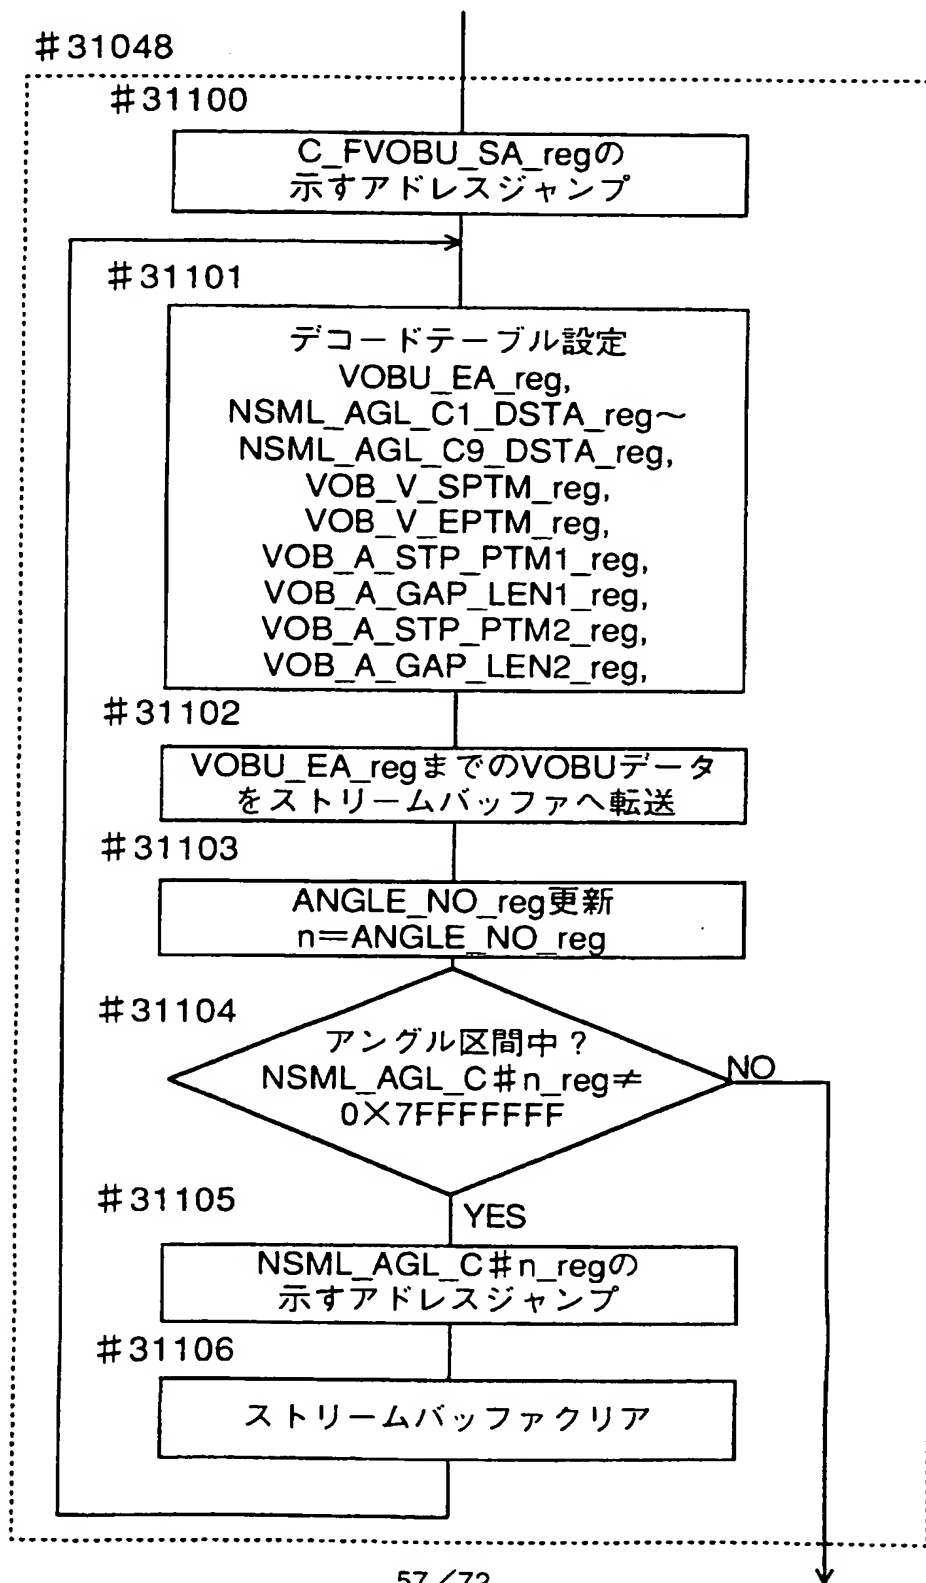 #31048
#31100
C_FVOBU_SA_regの
示すアドレスジャンプ
#31101
デコードテーブル設定
VOBU_EA_reg,
NSML_AGL_C1_DSTA_reg～
NSML_AGL_C9_DSTA_reg,
VOB_V_SPTM_reg,
VOB_V_EPTM_reg,
VOB_A_STP_PTM1_reg,
VOB_A_GAP_LEN1_reg,
VOB_A_STP_PTM2_reg,
VOB_A_GAP_LEN2_reg,
#31102
VOBU_EA_regまでのVOBUデータ
をストリームバッファへ転送
#31103
ANGLE_NO_reg更新
n=ANGLE_NO_reg
#31104
アングル区間中？
NSML_AGL_C#n_reg≠
0×7FFFFFFF
NO
#31105
YES
NSML_AGL_C#n_regの
示すアドレスジャンプ
#31106
ストリームバッファクリア
57/72